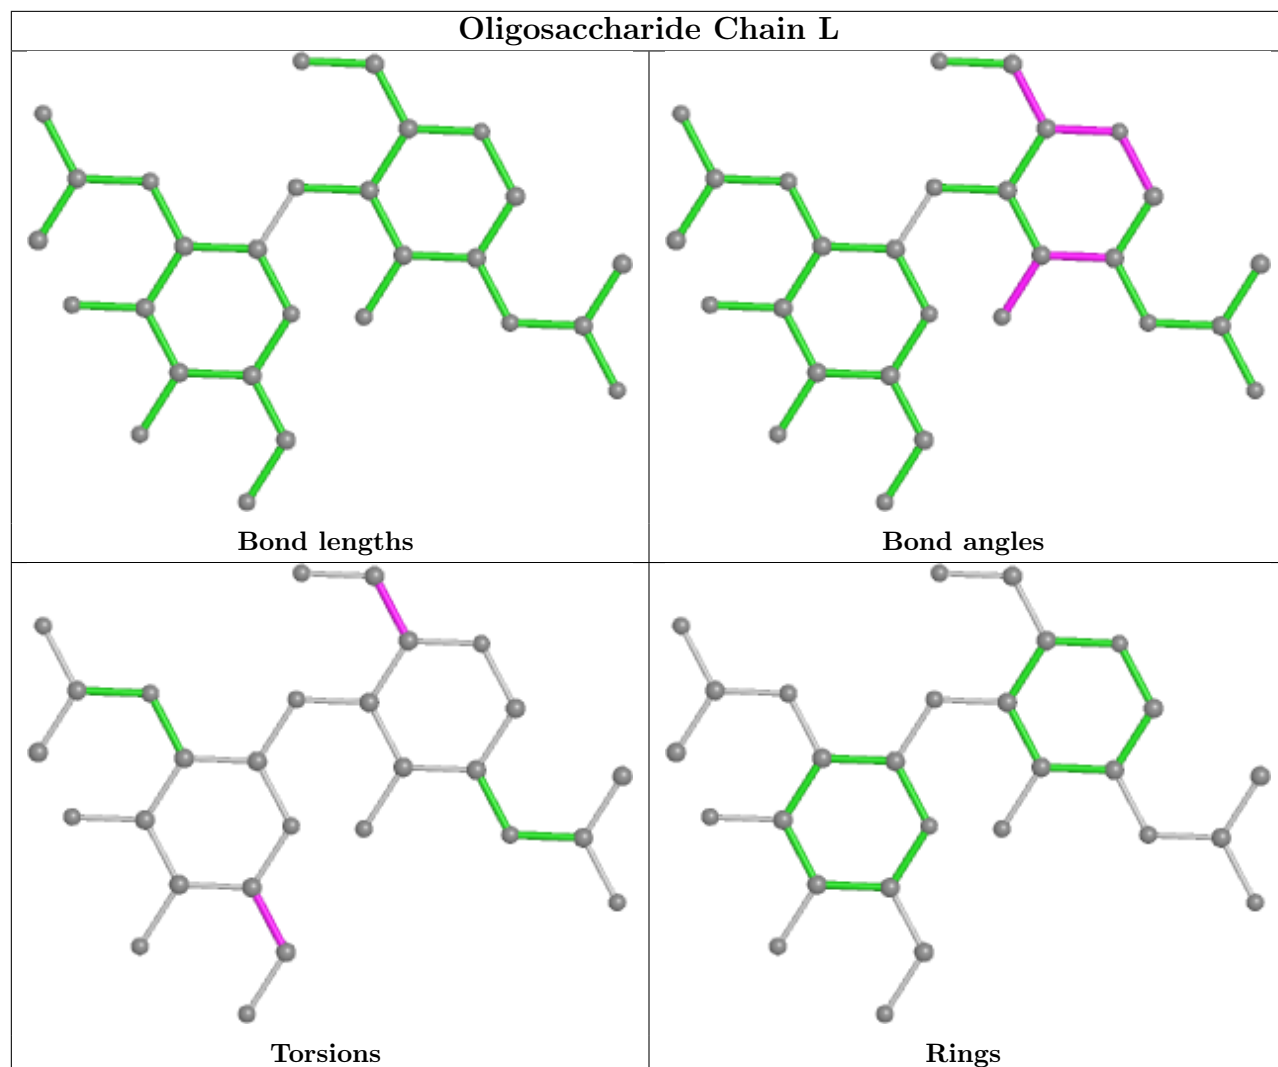 Oligosaccharide Chain L
Bond lengths
Bond angles
Torsions
Rings